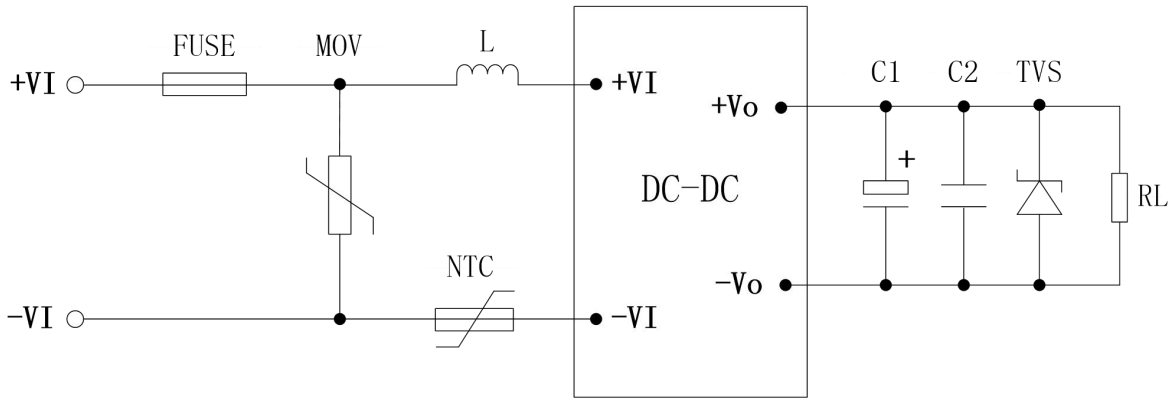 FUSE
MOV
L
+VI
+VI
C1
C2
TVS
+Vo
+
DC-DC
RL
NTC
-Vo
-VI
-VI